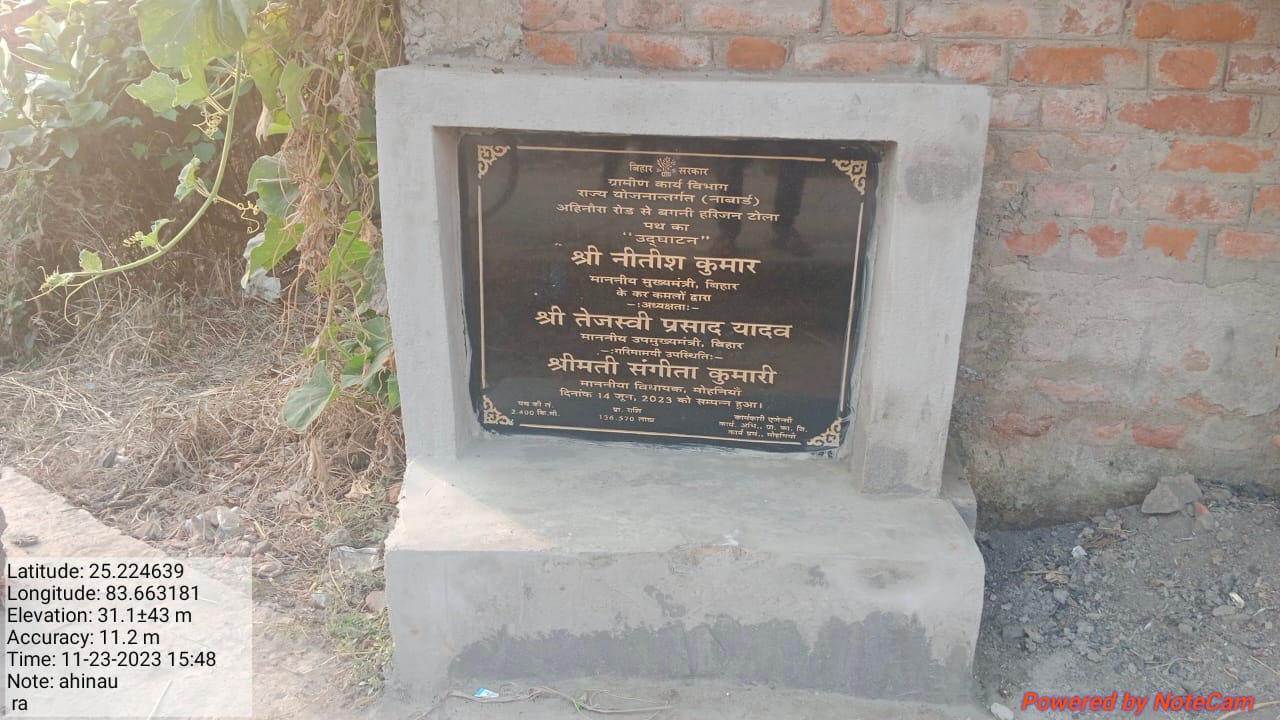 बिहार सरकार
ग्रामीण कार्य विभाग
राज्य योजनान्तर्गत (नाबार्ड)
अहिनौरा रोड से बगनी हरिजन टोला
पथ का
"उद्घाटन"
श्री नीतीश कुमार
माननीय मुख्यमंत्री, बिहार
के कर कमलों द्वारा
-:अध्यक्षता:-
श्री तेजस्वी प्रसाद यादव
माननीय उपमुख्यमंत्री, बिहार
-:गरिमामयी उपस्थिति:-
श्रीमती संगीता कुमारी
माननीया विधायक, मोहनियाँ
दिनांक 14 जून, 2023 को सम्पन्न हुआ।
पथ की लं.
2.400 कि.मी.
प्रा. राशि
136.570 लाख
कार्यकारी एजेन्सी
कार्य. अभि., ग्रा. का. वि.
कार्य प्रमं., मोहनियाँ
Latitude: 25.224639
Longitude: 83.663181
Elevation: 31.1±43 m
Accuracy: 11.2 m
Time: 11-23-2023 15:48
Note: ahinau
ra
Powered by NoteCam